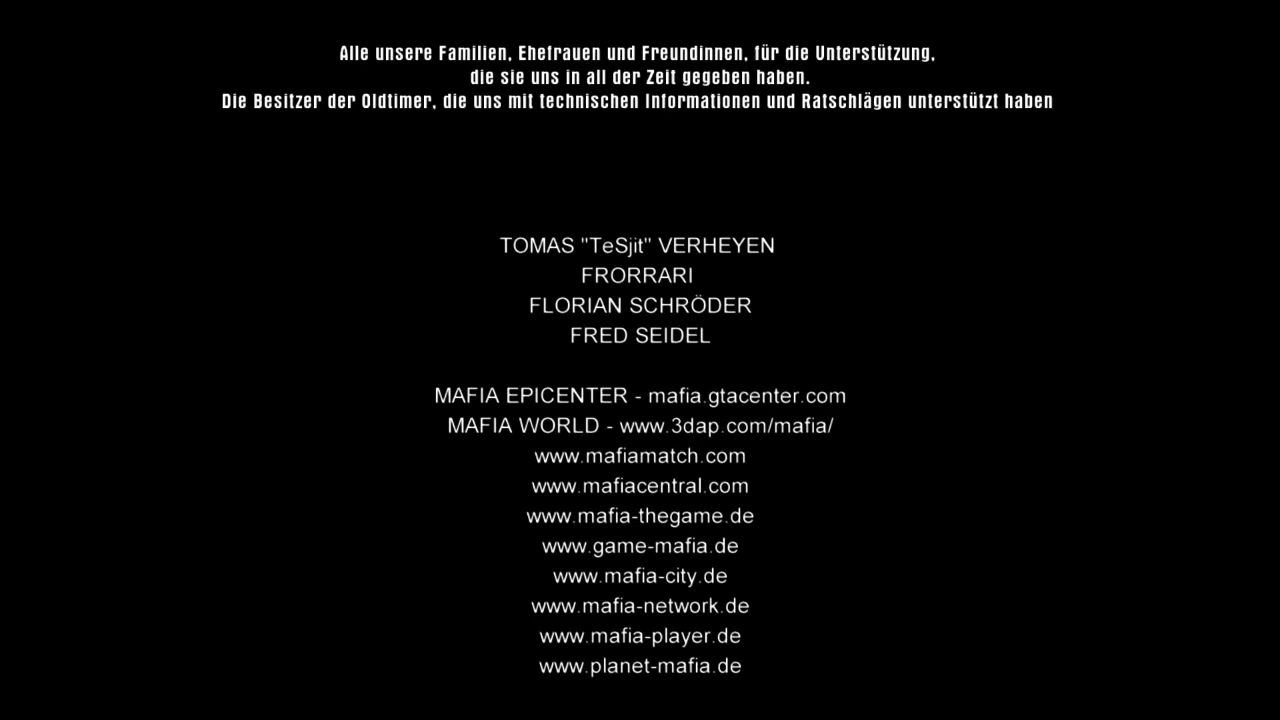 Alle unsere Familien, Ehefrauen und Freundinnen, für die Unterstützung,
die sie uns in all der Zeit gegeben haben.
Die Besitzer der Oldtimer, die uns mit technischen Informationen und Ratschlägen unterstützt haben
TOMAS "TeSjit" VERHEYEN
FRORRARI
FLORIAN SCHRÖDER
FRED SEIDEL
MAFIA EPICENTER - mafia.gtacenter.com
MAFIA WORLD - www.3dap.com/mafia/
www.mafiamatch.com
www.mafiacentral.com
www.mafia-thegame.de
www.game-mafia.de
www.mafia-city.de
www.mafia-network.de
www.mafia-player.de
www.planet-mafia.de